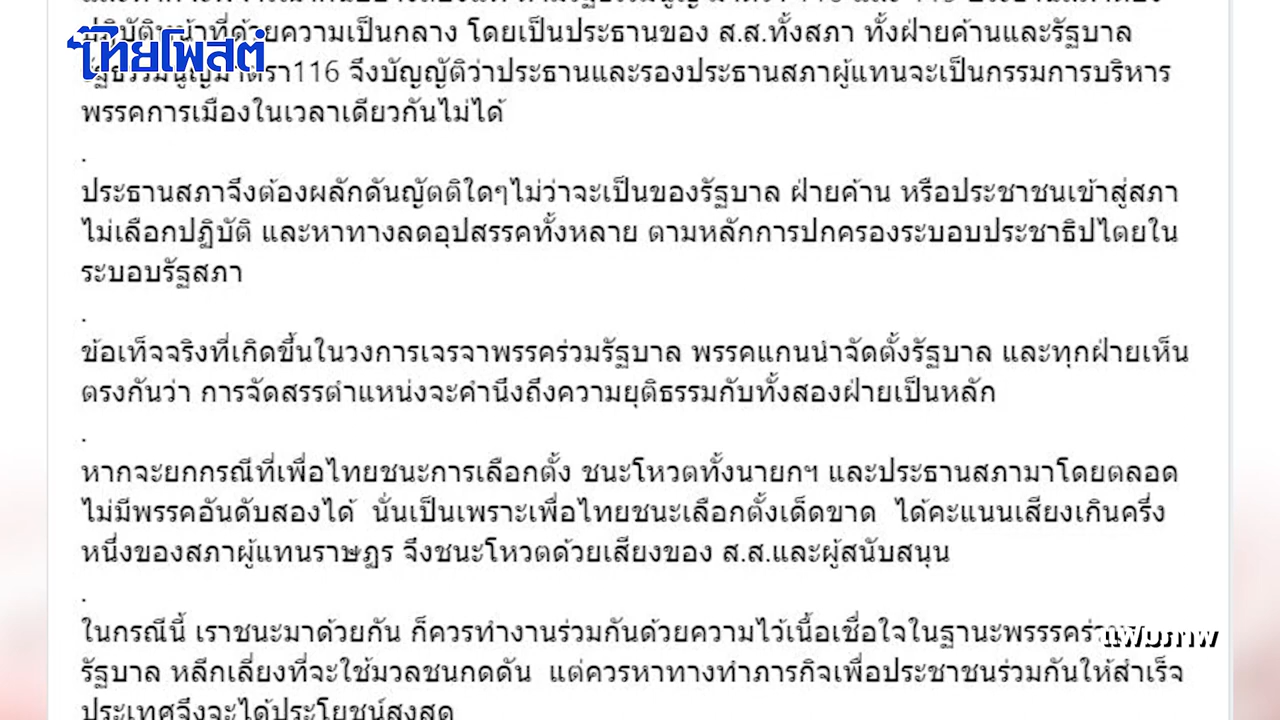 ไทยโพสต์
ปฏิบัติหน้าที่ด้วยความเป็นกลาง โดยเป็นประธานของ ส.ส.ทั้งสภา ทั้งฝ่ายค้านและรัฐบาล
รัฐธรรมนูญมาตรา116 จึงบัญญัติว่าประธานและรองประธานสภาผู้แทนจะเป็นกรรมการบริหาร
พรรคการเมืองในเวลาเดียวกันไม่ได้
.
ประธานสภาจึงต้องผลักดันญัตติใดๆไม่ว่าจะเป็นของรัฐบาล ฝ่ายค้าน หรือประชาชนเข้าสู่สภา
ไม่เลือกปฏิบัติ และหาทางลดอุปสรรคทั้งหลาย ตามหลักการปกครองระบอบประชาธิปไตยใน
ระบอบรัฐสภา
.
ข้อเท็จจริงที่เกิดขึ้นในวงการเจรจาพรรคร่วมรัฐบาล พรรคแกนนำจัดตั้งรัฐบาล และทุกฝ่ายเห็น
ตรงกันว่า การจัดสรรตำแหน่งจะคำนึงถึงความยุติธรรมกับทั้งสองฝ่ายเป็นหลัก
.
หากจะยกกรณีที่เพื่อไทยชนะการเลือกตั้ง ชนะโหวตทั้งนายกฯ และประธานสภามาโดยตลอด
ไม่มีพรรคอันดับสองได้ นั่นเป็นเพราะเพื่อไทยชนะเลือกตั้งเด็ดขาด ได้คะแนนเสียงเกินครึ่ง
หนึ่งของสภาผู้แทนราษฎร จึงชนะโหวตด้วยเสียงของ ส.ส.และผู้สนับสนุน
.
ในกรณีนี้ เราชนะมาด้วยกัน ก็ควรทำงานร่วมกันด้วยความไว้เนื้อเชื่อใจในฐานะพรรรคร่วม
แฟ้มภาพ
รัฐบาล หลีกเลี่ยงที่จะใช้มวลชนกดดัน แต่ควรหาทางทำภารกิจเพื่อประชาชนร่วมกันให้สำเร็จ
ประเทศจึงจะได้ประโยชน์สูงสุด